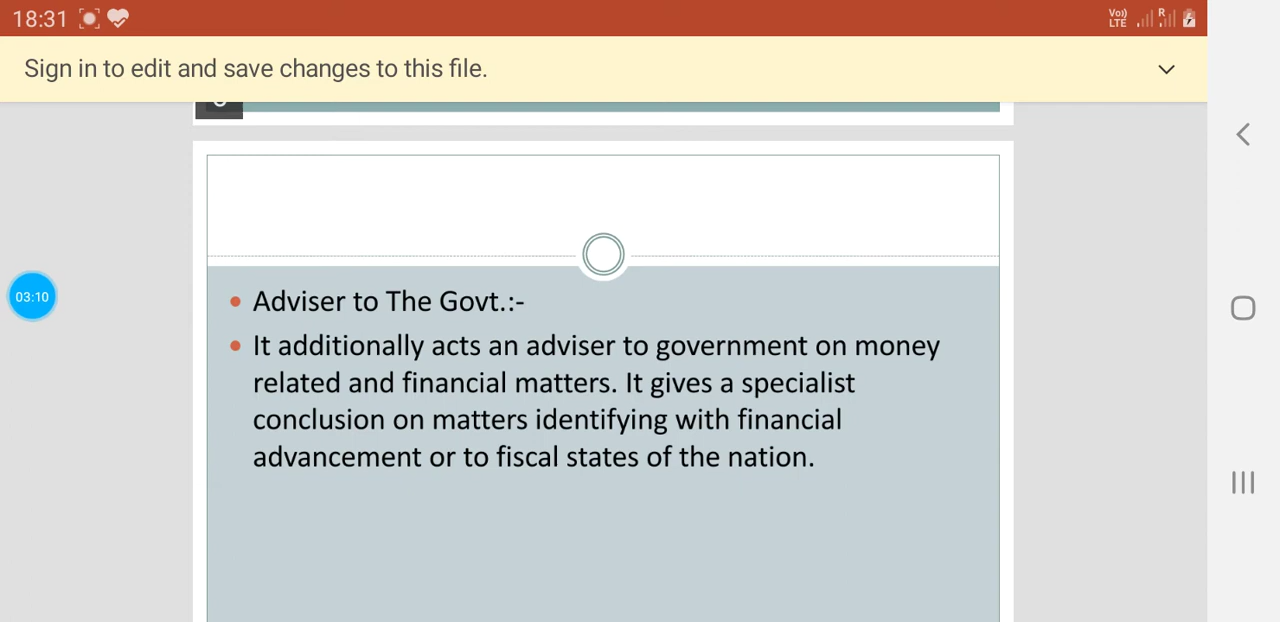 18:31
Vo) R
LTE
Sign in to edit and save changes to this file.
Adviser to The Govt.:-
03:10
It additionally acts an adviser to government on money
related and financial matters. It gives a specialist
conclusion on matters identifying with financial
advancement or to fiscal states of the nation.